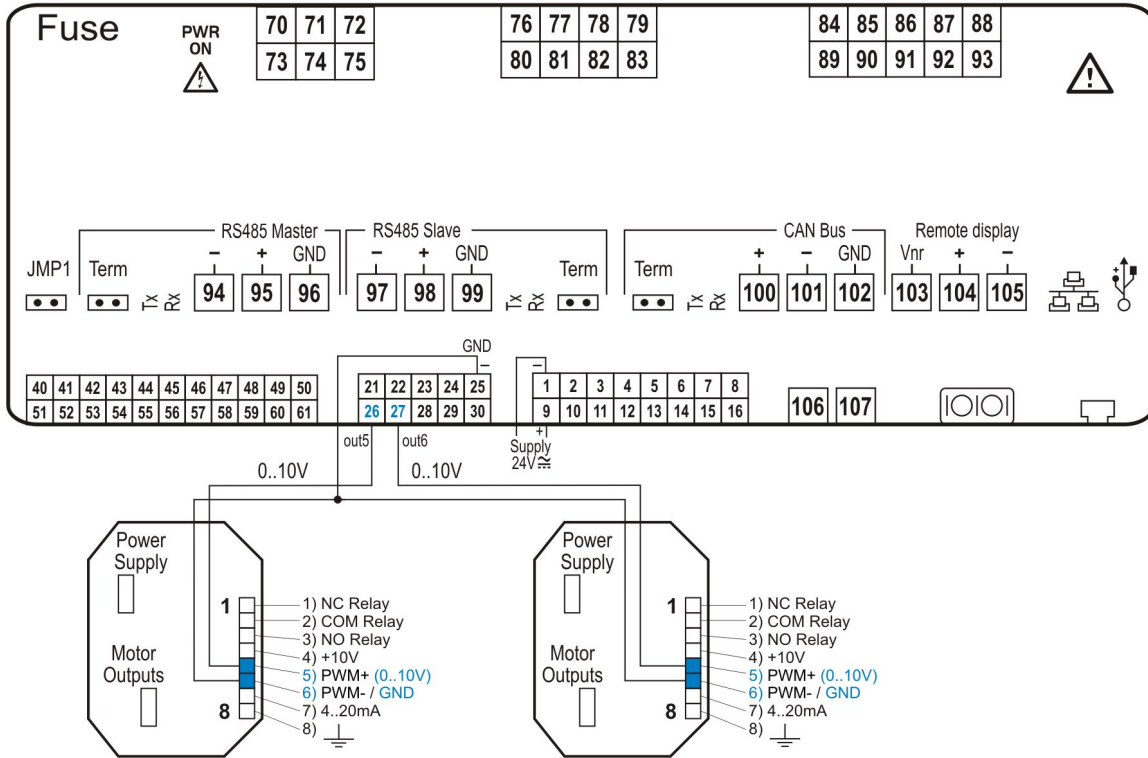 Fuse
PWR
ON
70 71 72
73 74 75
76 77 78 79
80 81 82 83
84 85 86 87 88
89 90 91 92 93
RS485 Master
RS485 Slave
CAN Bus
Remote display
JMP1
Term
− + GND
− + GND
Term
Term
+ − GND
Vnr + −
Tx
Rx
94 95 96
97 98 99
Tx
Rx
Tx
Rx
100 101 102
103 104 105
GND
−
−
40 41 42 43 44 45 46 47 48 49 50
51 52 53 54 55 56 57 58 59 60 61
21 22 23 24 25
26 27 28 29 30
1 2 3 4 5 6 7 8
9 10 11 12 13 14 15 16
106 107
out5
out6
+
Supply
24V ≂
0..10V
0..10V
Power
Supply
Motor
Outputs
1
8
1) NC Relay
2) COM Relay
3) NO Relay
4) +10V
5) PWM+ (0..10V)
6) PWM- / GND
7) 4..20mA
8)
Power
Supply
Motor
Outputs
1
8
1) NC Relay
2) COM Relay
3) NO Relay
4) +10V
5) PWM+ (0..10V)
6) PWM- / GND
7) 4..20mA
8)